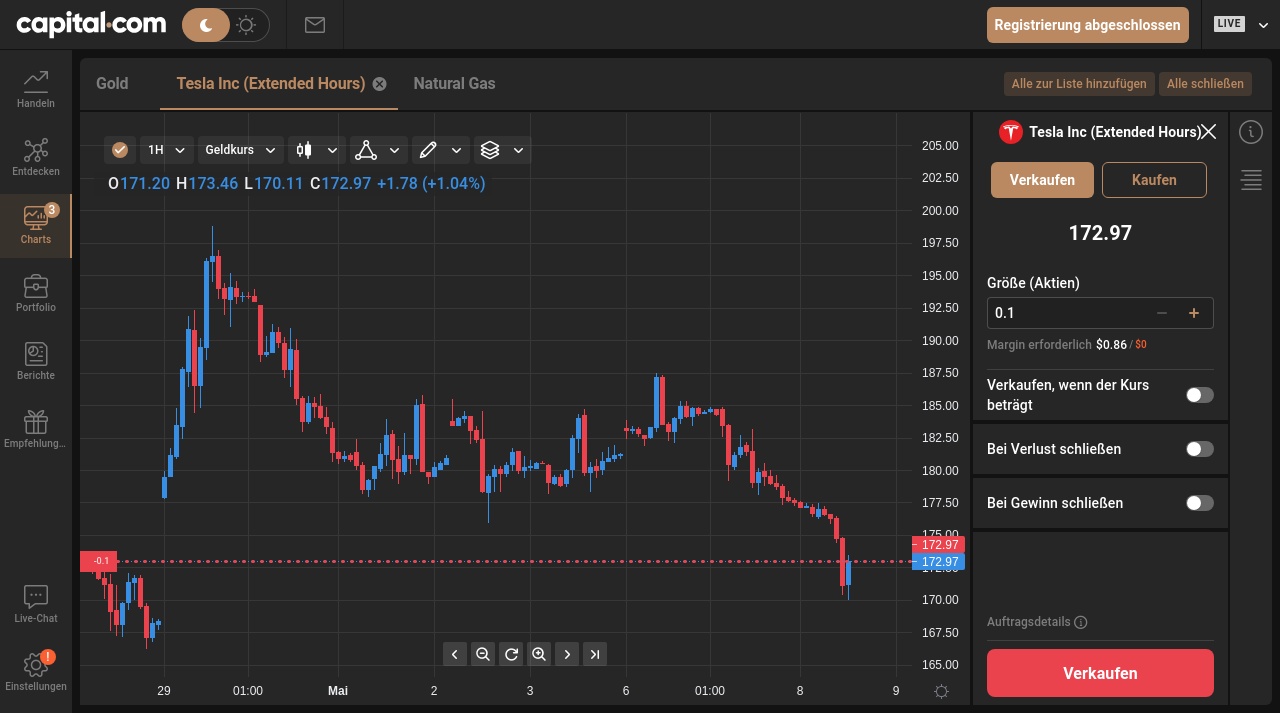 capital.com
Registrierung abgeschlossen
LIVE
Handeln
Entdecken
3
Charts
Portfolio
Berichte
Empfehlung...
Live-Chat
!
Einstellungen
Gold
Tesla Inc (Extended Hours)
Natural Gas
Alle zur Liste hinzufügen
Alle schließen
1H
Geldkurs
O171.20 H173.46 L170.11 C172.97 +1.78 (+1.04%)
205.00
202.50
200.00
197.50
195.00
192.50
190.00
187.50
185.00
182.50
180.00
177.50
175.00
172.97
172.97
172.50
170.00
167.50
165.00
-0.1
29
01:00
Mai
2
3
6
01:00
8
9
Tesla Inc (Extended Hours)
Verkaufen
Kaufen
172.97
Größe (Aktien)
0.1
Margin erforderlich $0.86 / $0
Verkaufen, wenn der Kurs
beträgt
Bei Verlust schließen
Bei Gewinn schließen
Auftragsdetails
Verkaufen